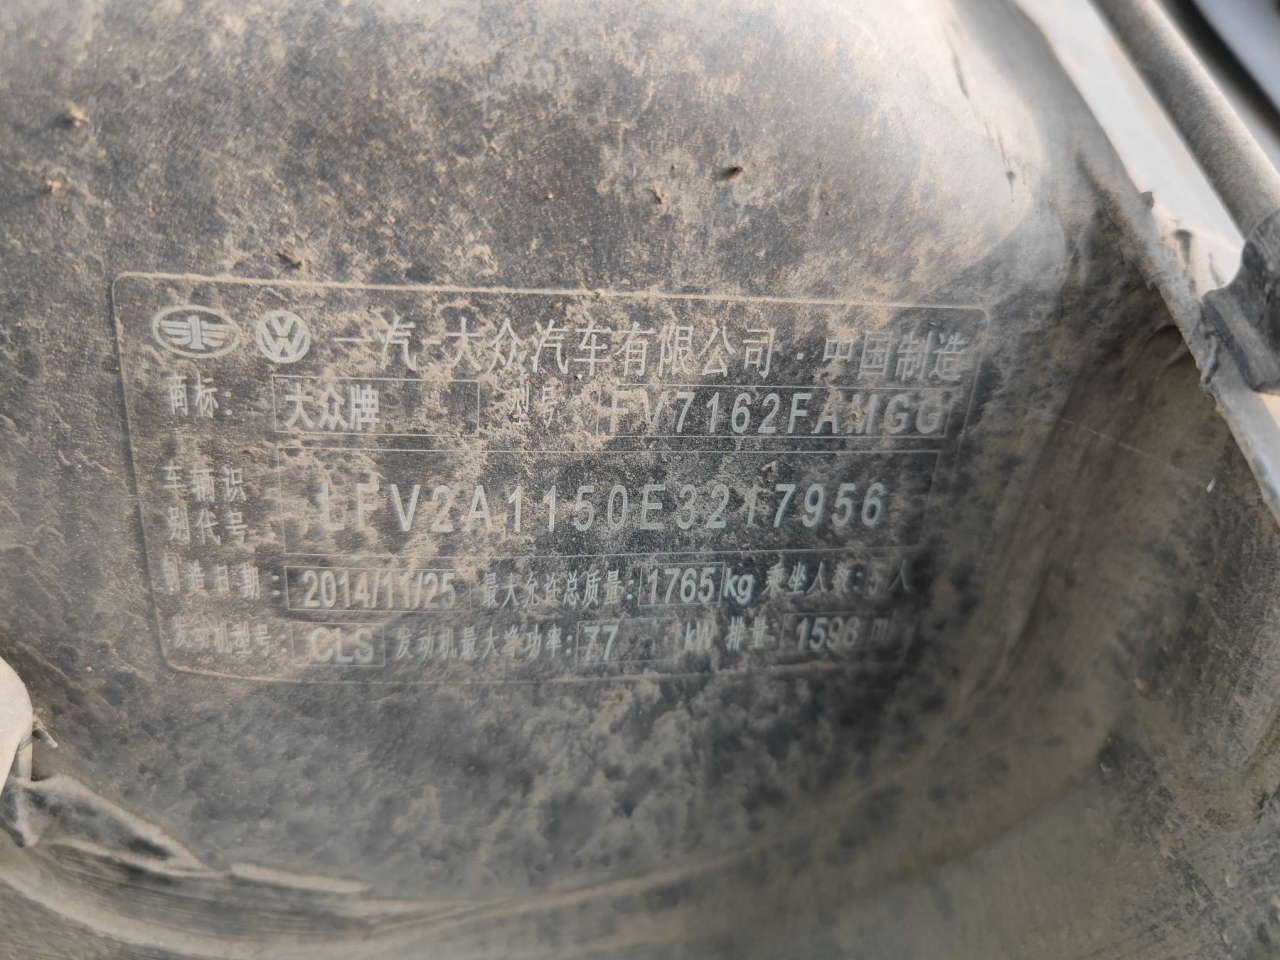 一汽-大众汽车有限公司·中国制造
商标: 大众牌 型号: FV7162FAMGG
车辆识别代号 LFV2A1150E3217956
制造日期: 2014/11/25 最大允许总质量: 1765kg 乘坐人数: 5人
发动机型号: CLS 发动机最大净功率: 77 kW 排量: 1598 ml